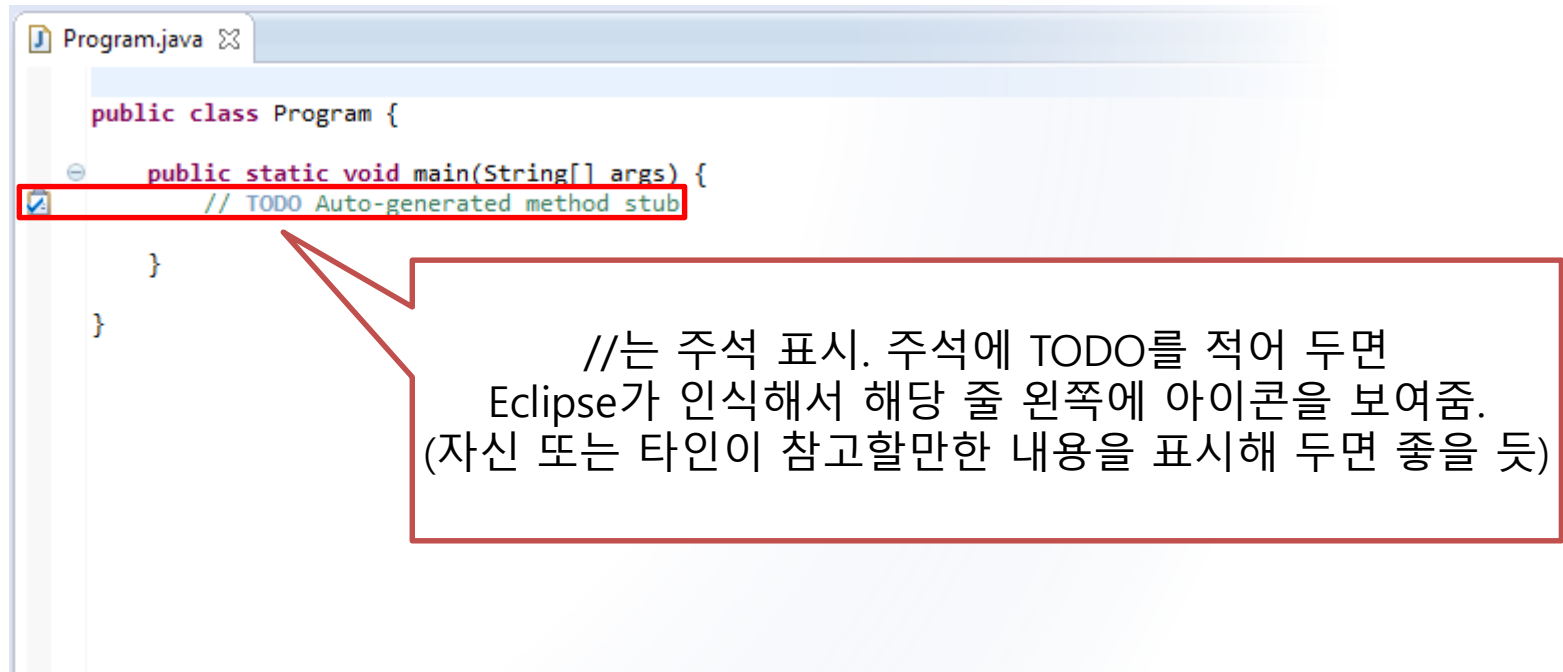 Program.java
public class Program {
public static void main(String[] args) {
// TODO Auto-generated method stub
}
}
//는 주석 표시. 주석에 TODO를 적어 두면
Eclipse가 인식해서 해당 줄 왼쪽에 아이콘을 보여줌.
(자신 또는 타인이 참고할만한 내용을 표시해 두면 좋을 듯)